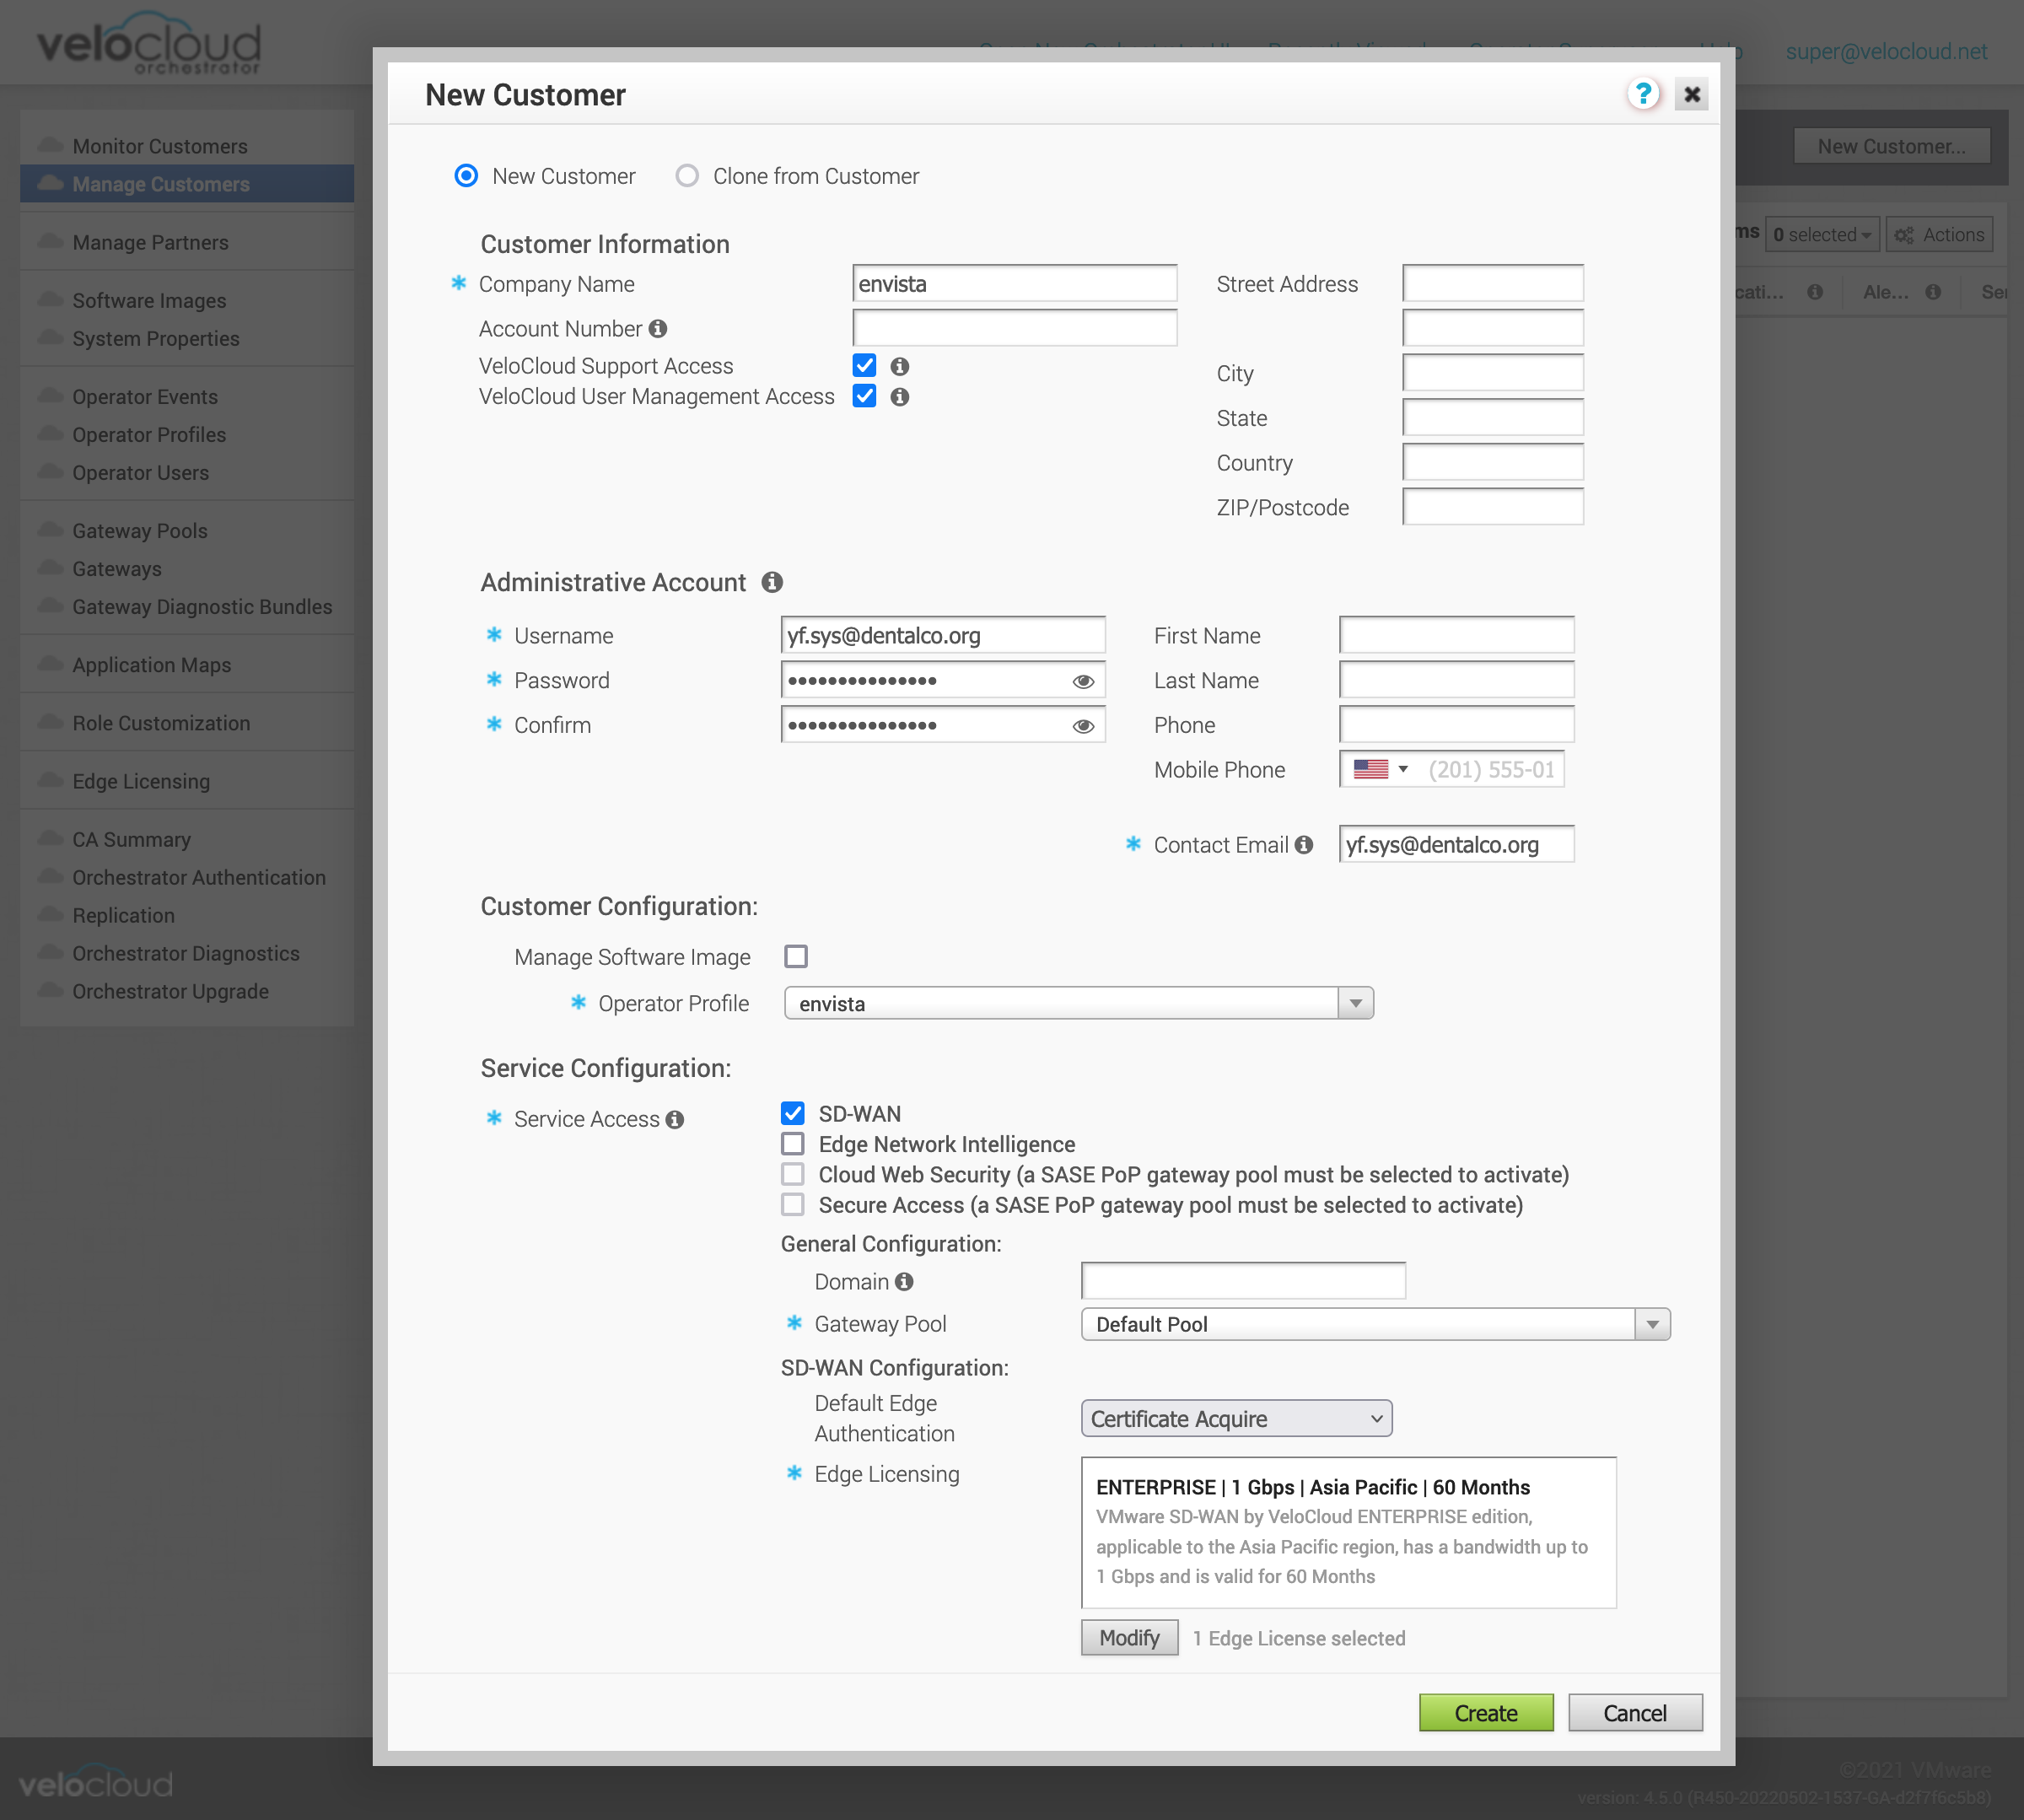 velocloud
orchestrator
super@velocloud.net
Monitor Customers
Manage Customers
Manage Partners
Software Images
System Properties
Operator Events
Operator Profiles
Operator Users
Gateway Pools
Gateways
Gateway Diagnostic Bundles
Application Maps
Role Customization
Edge Licensing
CA Summary
Orchestrator Authentication
Replication
Orchestrator Diagnostics
Orchestrator Upgrade
New Customer...
0 selected
Actions
Ale...
New Customer
?
New Customer Clone from Customer
Customer Information
Company Name envista Street Address
Account Number
VeloCloud Support Access
City
VeloCloud User Management Access
State
Country
ZIP/Postcode
Administrative Account
Username yf.sys@dentalco.org First Name
Password ••••••••••••••• Last Name
Confirm ••••••••••••••• Phone
Mobile Phone (201) 555-01
Contact Email yf.sys@dentalco.org
Customer Configuration:
Manage Software Image
Operator Profile envista
Service Configuration:
Service Access SD-WAN
Edge Network Intelligence
Cloud Web Security (a SASE PoP gateway pool must be selected to activate)
Secure Access (a SASE PoP gateway pool must be selected to activate)
General Configuration:
Domain
Gateway Pool Default Pool
SD-WAN Configuration:
Default Edge
Authentication
Certificate Acquire
Edge Licensing
ENTERPRISE | 1 Gbps | Asia Pacific | 60 Months
VMware SD-WAN by VeloCloud ENTERPRISE edition,
applicable to the Asia Pacific region, has a bandwidth up to
1 Gbps and is valid for 60 Months
Modify 1 Edge License selected
Create Cancel
velocloud
©2021 VMware
version: 4.5.0 (R450-20220502-1537-GA-d2f7f6c5b8)